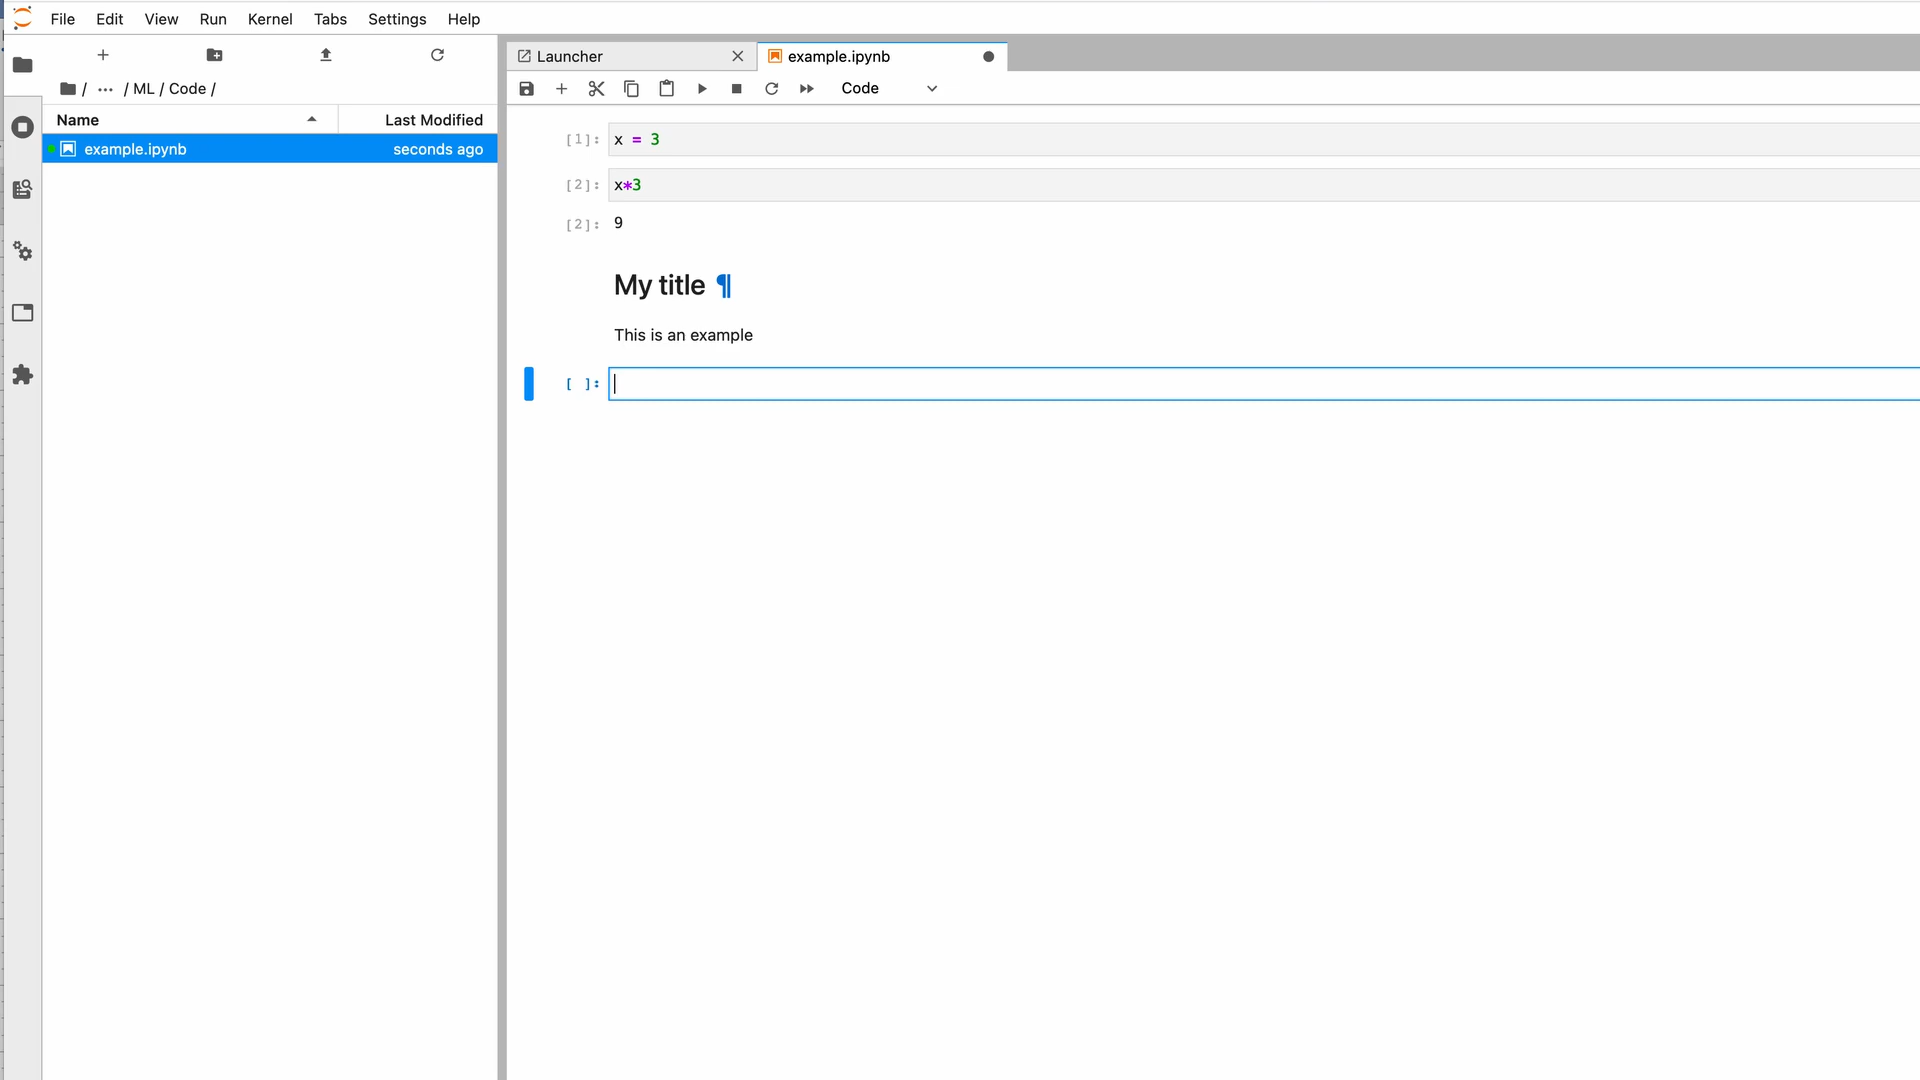 File Edit View Run Kernel Tabs Settings Help
/ ... / ML / Code /
Name Last Modified
example.ipynb seconds ago
Launcher example.ipynb
Code
[1]: x = 3
[2]: x*3
[2]: 9
My title ¶
This is an example
[ ]: